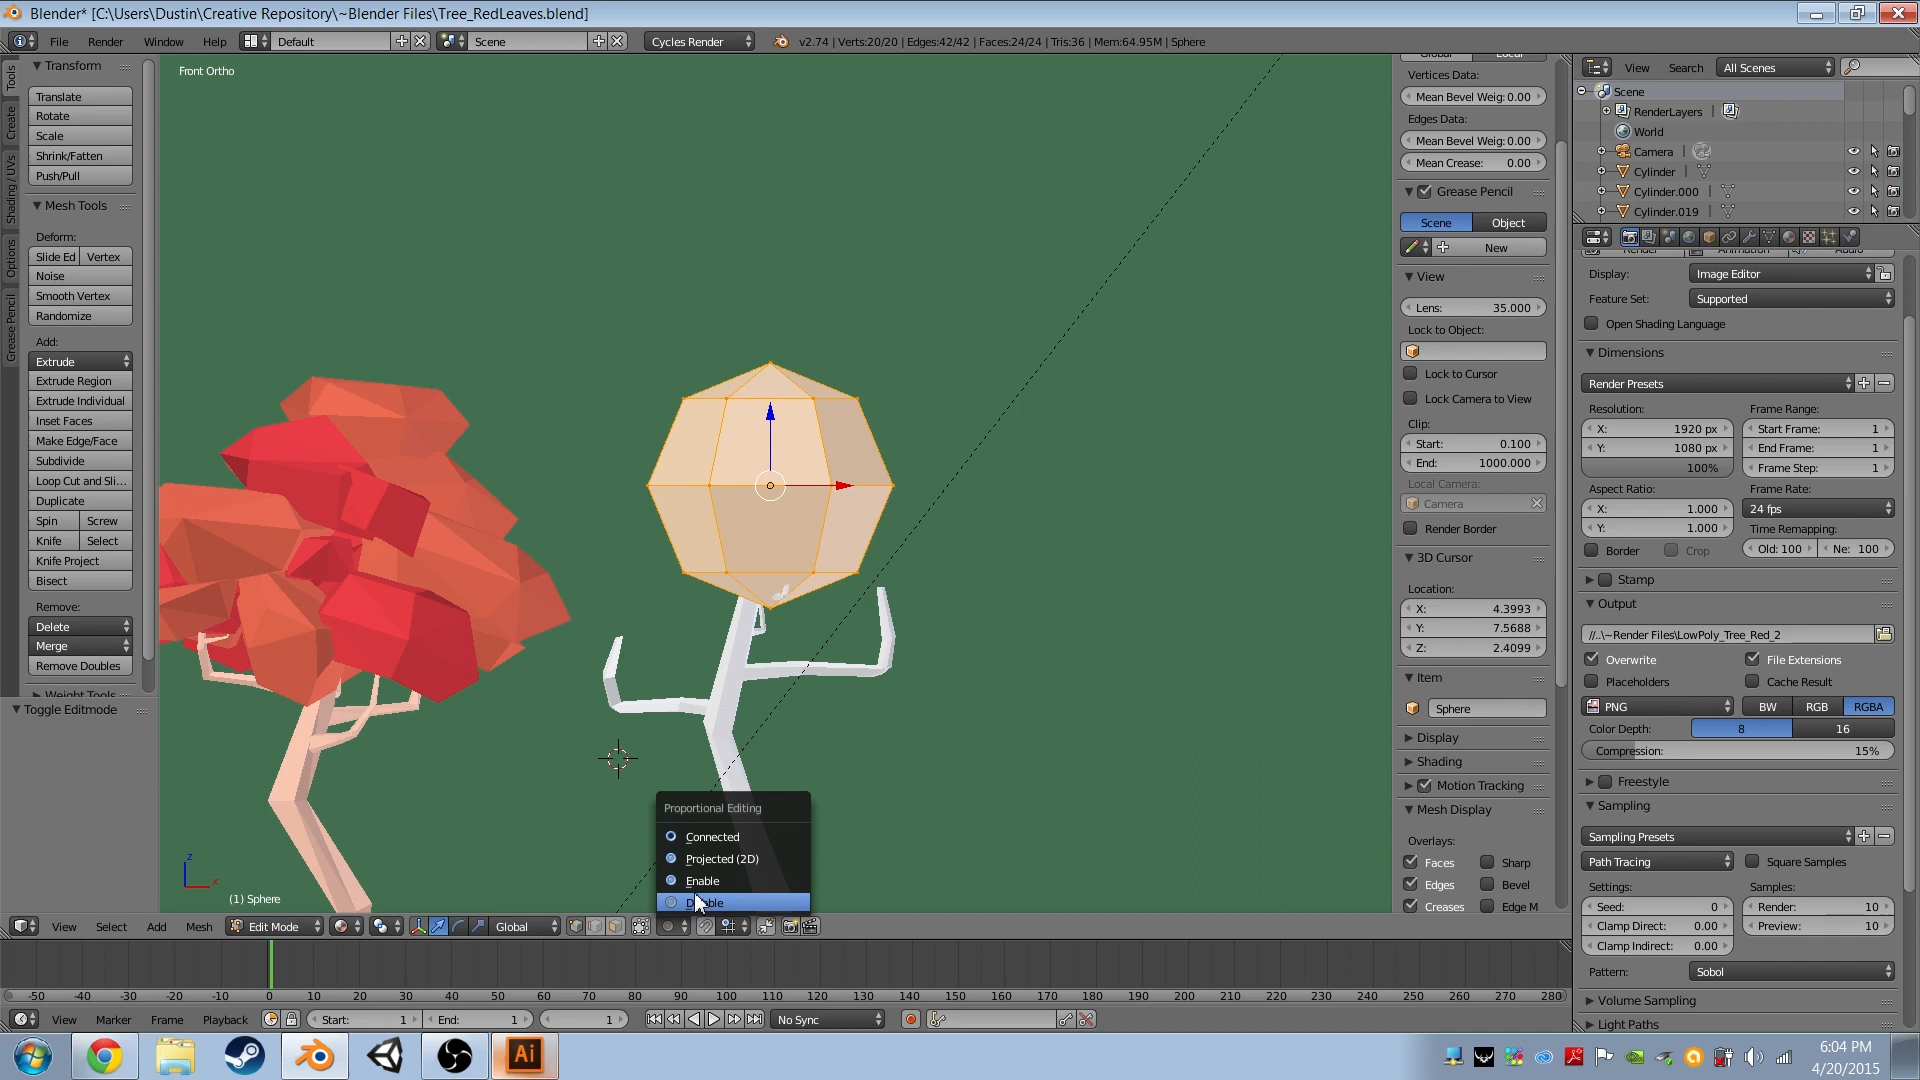 Blender* [C:\Users\Dustin\Creative Repository\~Blender Files\Tree_RedLeaves.blend]
File Render Window Help Default Scene Cycles Render v2.74 | Verts:20/20 | Edges:42/42 | Faces:24/24 | Tris:36 | Mem:64.95M | Sphere
Tools
Create
Shading / UVs
Options
Grease Pencil
Transform
Translate
Rotate
Scale
Shrink/Fatten
Push/Pull
Mesh Tools
Deform:
Slide Ed Vertex
Noise
Smooth Vertex
Randomize
Add:
Extrude
Extrude Region
Extrude Individual
Inset Faces
Make Edge/Face
Subdivide
Loop Cut and Sli...
Duplicate
Spin Screw
Knife Select
Knife Project
Bisect
Remove:
Delete
Merge
Remove Doubles
Weight Tools
Toggle Editmode
Front Ortho
z
x
(1) Sphere
Proportional Editing
Connected
Projected (2D)
Enable
View Select Add Mesh Edit Mode Global
Global Local
Vertices Data:
Mean Bevel Weig: 0.00
Edges Data:
Mean Bevel Weig: 0.00
Mean Crease: 0.00
Grease Pencil
Scene Object
New
View
Lens: 35.000
Lock to Object:
Lock to Cursor
Lock Camera to View
Clip:
Start: 0.100
End: 1000.000
Local Camera:
Camera
Render Border
3D Cursor
Location:
X: 4.3993
Y: 7.5688
Z: 2.4099
Item
Sphere
Display
Shading
Motion Tracking
Mesh Display
Overlays:
Faces Sharp
Edges Bevel
Creases Edge M
View Search All Scenes
Scene
RenderLayers
World
Camera
Cylinder
Cylinder.000
Cylinder.019
Render Animation Audio
Display: Image Editor
Feature Set: Supported
Open Shading Language
Dimensions
Render Presets
Resolution: Frame Range:
X: 1920 px Start Frame: 1
Y: 1080 px End Frame: 1
100% Frame Step: 1
Aspect Ratio: Frame Rate:
X: 1.000 24 fps
Y: 1.000 Time Remapping:
Border Crop Old: 100 Ne: 100
Stamp
Output
//..\~Render Files\LowPoly_Tree_Red_2
Overwrite File Extensions
Placeholders Cache Result
PNG BW RGB RGBA
Color Depth: 8 16
Compression: 15%
Freestyle
Sampling
Sampling Presets
Path Tracing Square Samples
Settings: Samples:
Seed: 0 Render: 10
Clamp Direct: 0.00 Preview: 10
Clamp Indirect: 0.00
Pattern: Sobol
Volume Sampling
Light Paths
-50 -40 -30 -20 -10 0 10 20 30 40 50 60 70 80 90 100 110 120 130 140 150 160 170 180 190 200 210 220 230 240 250 260 270 280
View Marker Frame Playback Start: 1 End: 1 1 No Sync
Ai
6:04 PM
4/20/2015